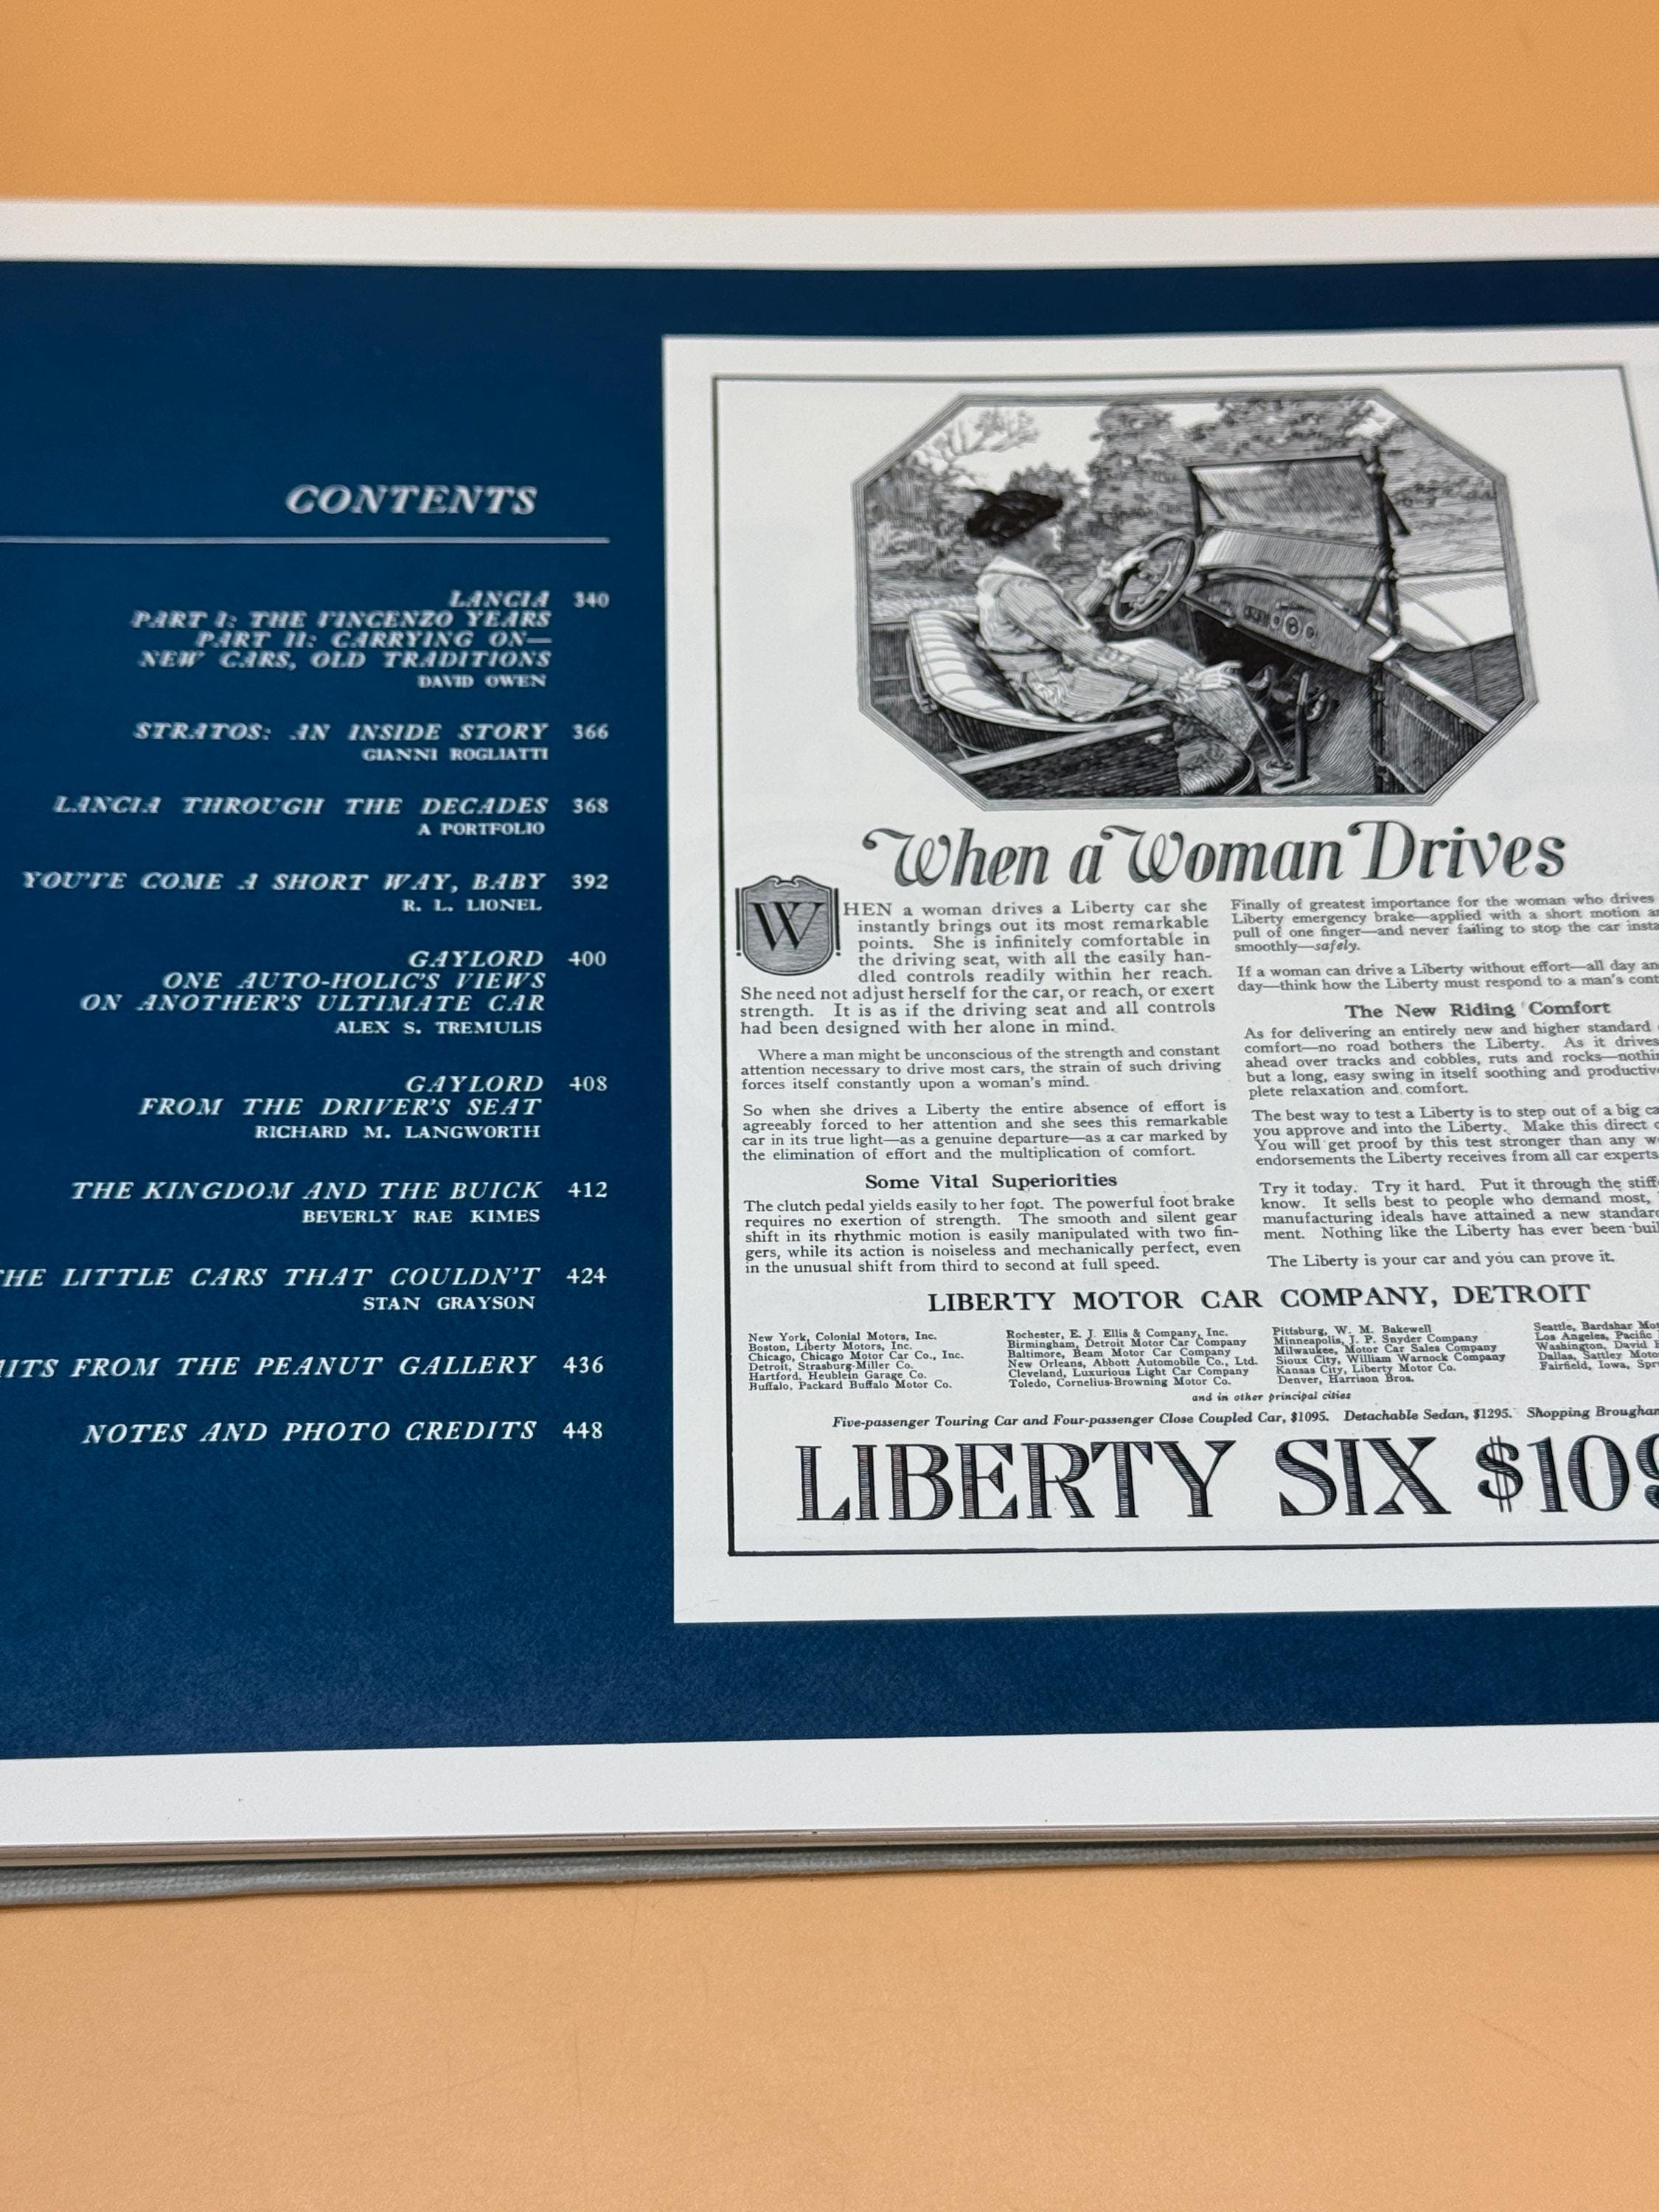 CONTENTS
LANCIA 340
PART I: THE VINCENZO YEARS
PART II: CARRYING ON—
NEW CARS, OLD TRADITIONS
DAVID OWEN
STRATOS: AN INSIDE STORY 366
GIANNI ROGLIATTI
LANCIA THROUGH THE DECADES 368
A PORTFOLIO
YOU'VE COME A SHORT WAY, BABY 392
R. L. LIONEL
GAYLORD 400
ONE AUTO-HOLIC'S VIEWS
ON ANOTHER'S ULTIMATE CAR
ALEX S. TREMULIS
GAYLORD 408
FROM THE DRIVER'S SEAT
RICHARD M. LANGWORTH
THE KINGDOM AND THE BUICK 412
BEVERLY RAE KIMES
HE LITTLE CARS THAT COULDN'T 424
STAN GRAYSON
FROM THE PEANUT GALLERY 436
NOTES AND PHOTO CREDITS 448
When a Woman Drives
WHEN a woman drives a Liberty car she
instantly brings out its most remarkable
points. She is infinitely comfortable in
the driving seat, with all the easily han-
dled controls readily within her reach.
She need not adjust herself for the car, or reach, or exert
strength. It is as if the driving seat and all controls
had been designed with her alone in mind.
Where a man might be unconscious of the strength and constant
attention necessary to drive most cars, the strain of such driving
forces itself constantly upon a woman's mind.
So when she drives a Liberty the entire absence of effort is
agreeably forced to her attention and she sees this remarkable
car in its true light—as a genuine departure—as a car marked by
the elimination of effort and the multiplication of comfort.
Some Vital Superiorities
The clutch pedal yields easily to her foot. The powerful foot brake
requires no exertion of strength. The smooth and silent gear
shift in its rhythmic motion is easily manipulated with two fin-
gers, while its action is noiseless and mechanically perfect, even
in the unusual shift from third to second at full speed.
Finally of greatest importance for the woman who drives
Liberty emergency brake—applied with a short motion
pull of one finger—and never failing to stop the car
smoothly—safely.
If a woman can drive a Liberty without effort—all day
day—think how the Liberty must respond to a man's
The New Riding Comfort
As for delivering an entirely new and higher standard
comfort—no road bothers the Liberty. As it drives
ahead over tracks and cobbles, ruts and rocks—
but a long, easy swing in itself soothing and
plete relaxation and comfort.
The best way to test a Liberty is to step out of a big
you approve and into the Liberty. Make this direct
You will get proof by this test stronger than any
endorsements the Liberty receives from all car experts
Try it today. Try it hard. Put it through the
know. It sells best to people who demand most,
manufacturing ideals have attained a new
ment. Nothing like the Liberty has ever been
The Liberty is your car and you can prove it.
LIBERTY MOTOR CAR COMPANY, DETROIT
New York, Colonial Motors, Inc.
Boston, Liberty Motors, Inc.
Chicago, Chicago Motor Car Co., Inc.
Detroit, Strasburg-Miller Co.
Hartford, Heublein Garage Co.
Buffalo, Packard Buffalo Motor Co.
Rochester, E. J. Ellis & Company, Inc.
Birmingham, Detroit Motor Car Company
Baltimore, Beam Motor Car Company
New Orleans, Abbott Automobile Co., Ltd.
Cleveland, Luxurious Light Car Company
Toledo, Cornelius-Browning Motor Co.
Pittsburg, W. M. Bakewell
Minneapolis, J. P. Snyder Company
Milwaukee, Motor Car Sales Company
Sioux City, William Warnock Company
Kansas City, Liberty Motor Co.
Denver, Harrison Bros.
Seattle, Bardahar
Los Angeles, Pacific
Washington, David
Dallas, Sattley
Fairfield, Iowa,
and in other principal cities
Five-passenger Touring Car and Four-passenger Close Coupled Car, $1095. Detachable Sedan, $1295. Shopping
LIBERTY SIX $109